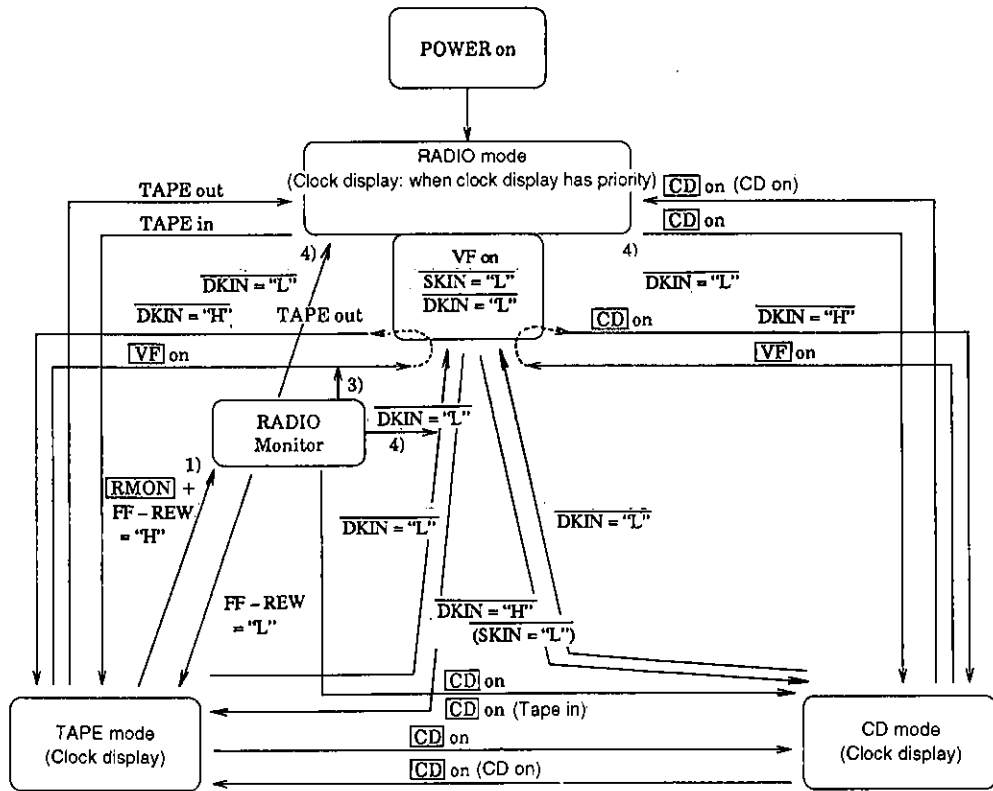 POWER on
RADIO mode
(Clock display: when clock display has priority)
TAPE out
CD on (CD on)
TAPE in
CD on
4)
4)
VF on
SKIN = “L”
DKIN = “L”
DKIN = “L”
DKIN = “L”
DKIN = “H”
TAPE out
CD on
DKIN = “H”
VF on
VF on
3)
RADIO
Monitor
DKIN = “L”
4)
1)
RMON +
FF – REW
= “H”
DKIN = “L”
DKIN = “L”
FF – REW
= “L”
DKIN = “H”
(SKIN = “L”)
CD on
CD on (Tape in)
TAPE mode
(Clock display)
CD on
CD on (CD on)
CD mode
(Clock display)